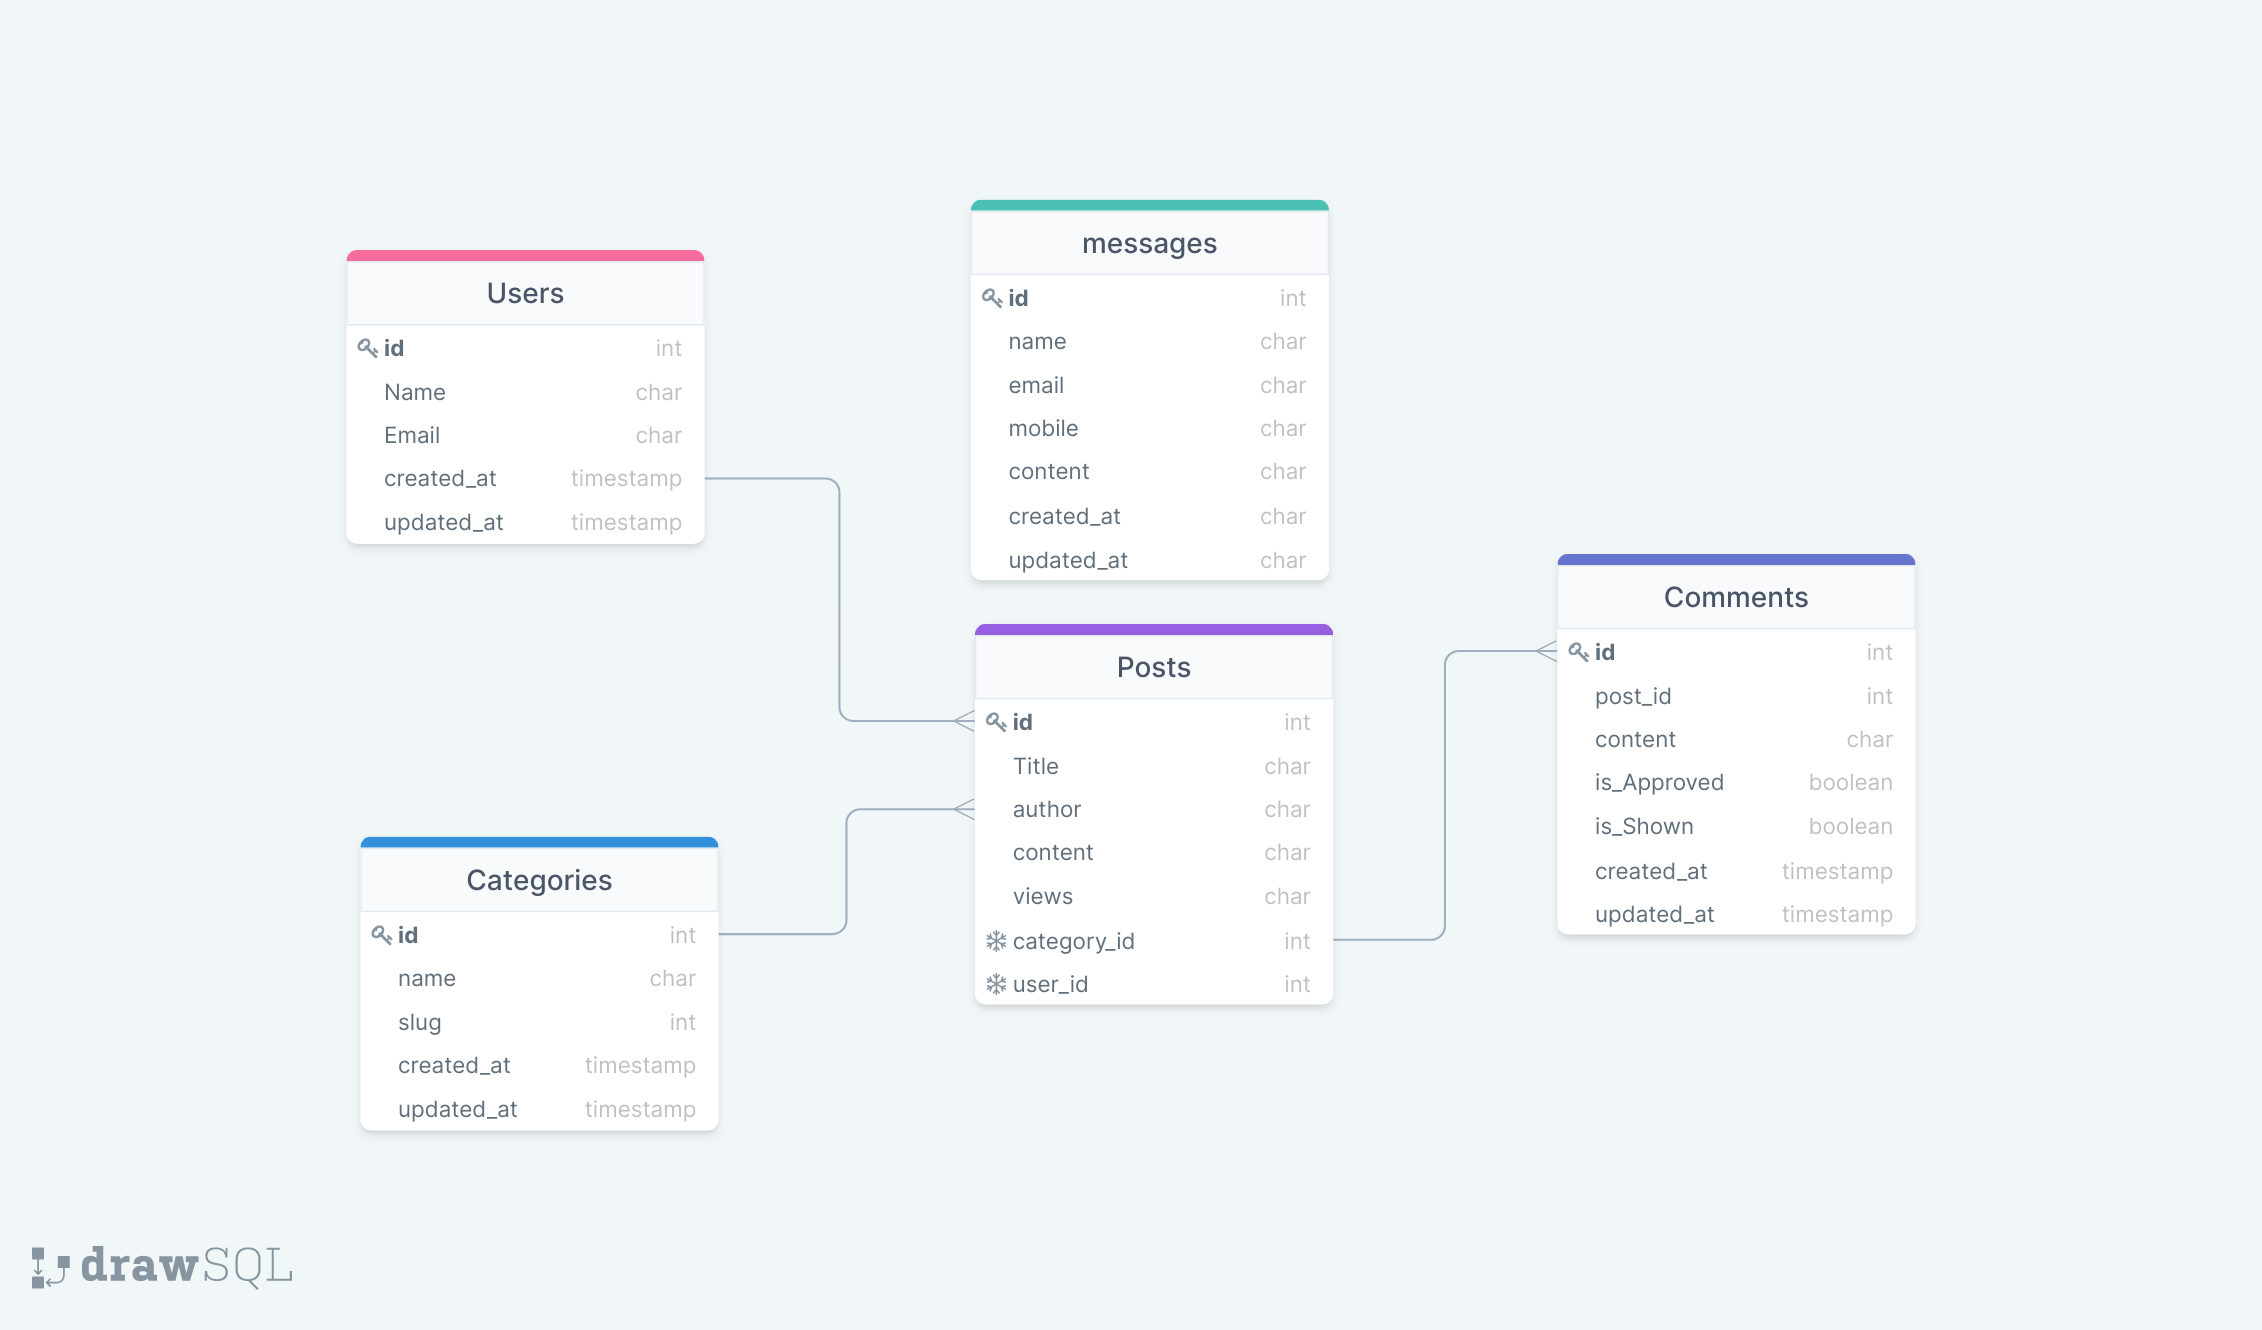 Users
id int
Name char
Email char
created_at timestamp
updated_at timestamp
messages
id int
name char
email char
mobile char
content char
created_at char
updated_at char
Categories
id int
name char
slug int
created_at timestamp
updated_at timestamp
Posts
id int
Title char
author char
content char
views char
category_id int
user_id int
Comments
id int
post_id int
content char
is_Approved boolean
is_Shown boolean
created_at timestamp
updated_at timestamp
drawSQL